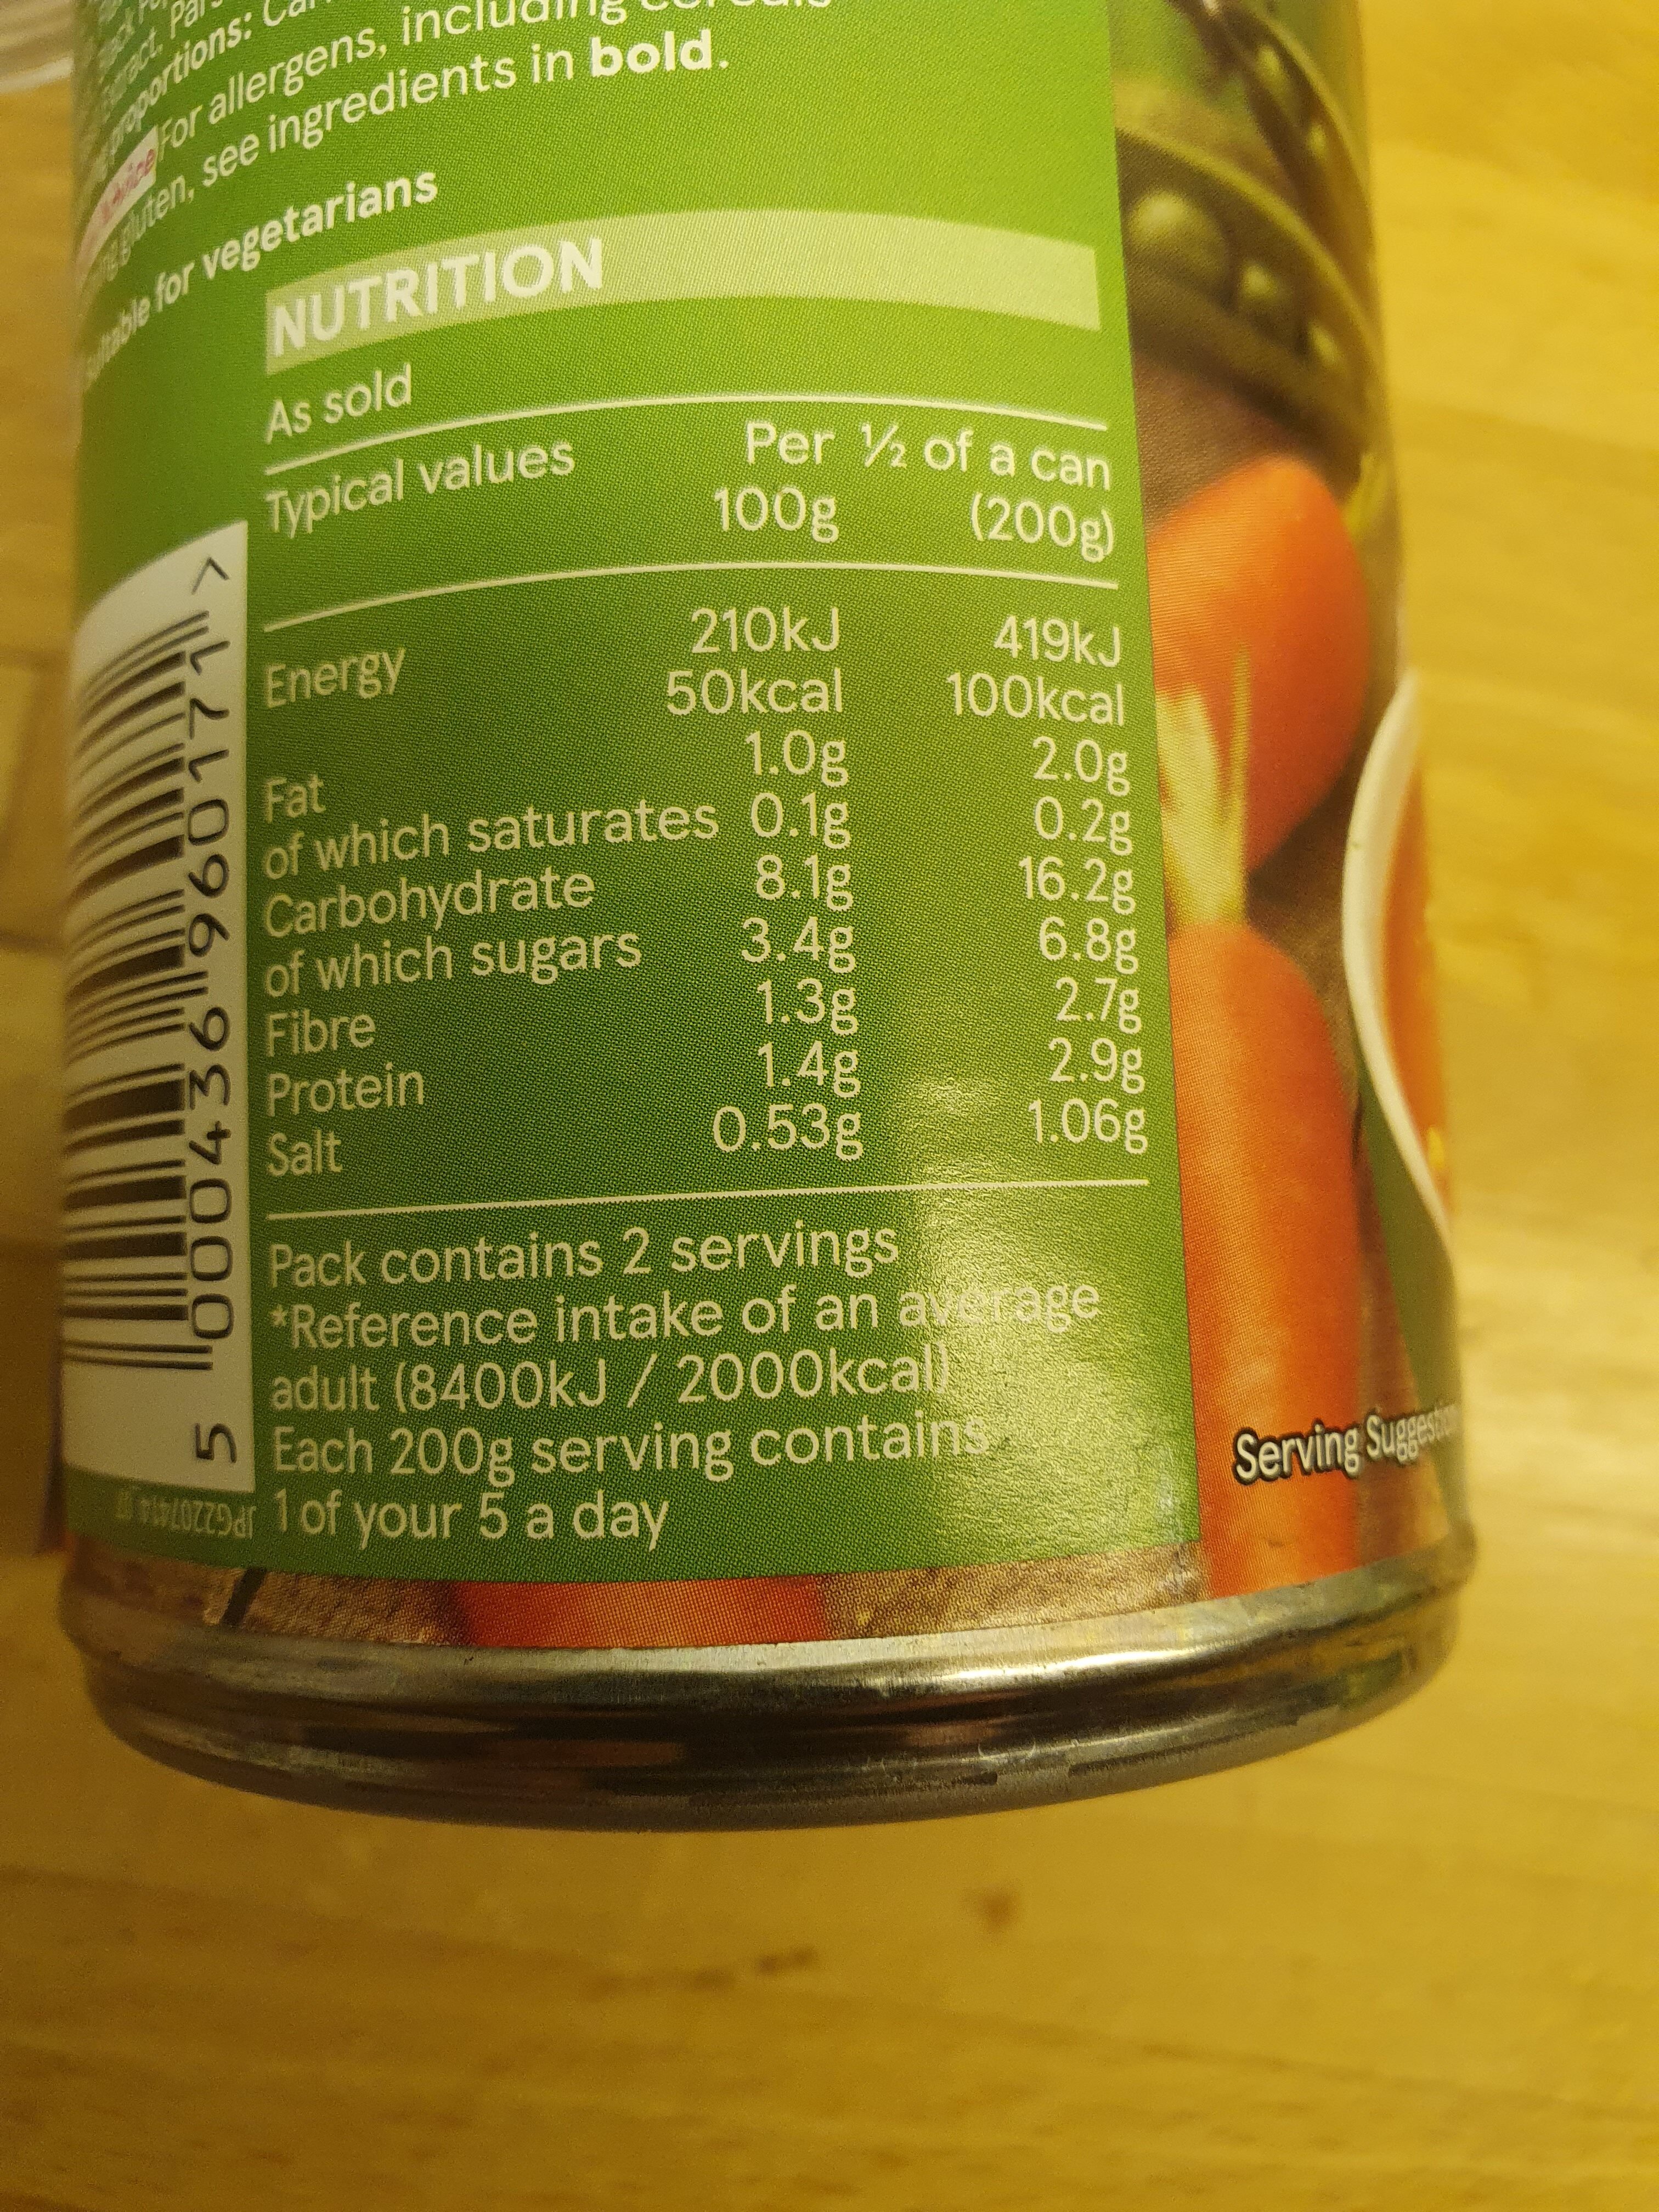 proportions:
For allergens, including cereals
gluten, see ingredients in bold.
for vegetarians
NUTRITION
As sold
Typical values Per 100g ½ of a can (200g)
Energy 210kJ 419kJ
50kcal 100kcal
Fat 1.0g 2.0g
of which saturates 0.1g 0.2g
Carbohydrate 8.1g 16.2g
of which sugars 3.4g 6.8g
Fibre 1.3g 2.7g
Protein 1.4g 2.9g
Salt 0.53g 1.06g
Pack contains 2 servings
*Reference intake of an average
adult (8400kJ / 2000kcal)
Each 200g serving contains
1 of your 5 a day
5 000436 960171 >
Serving Suggestion